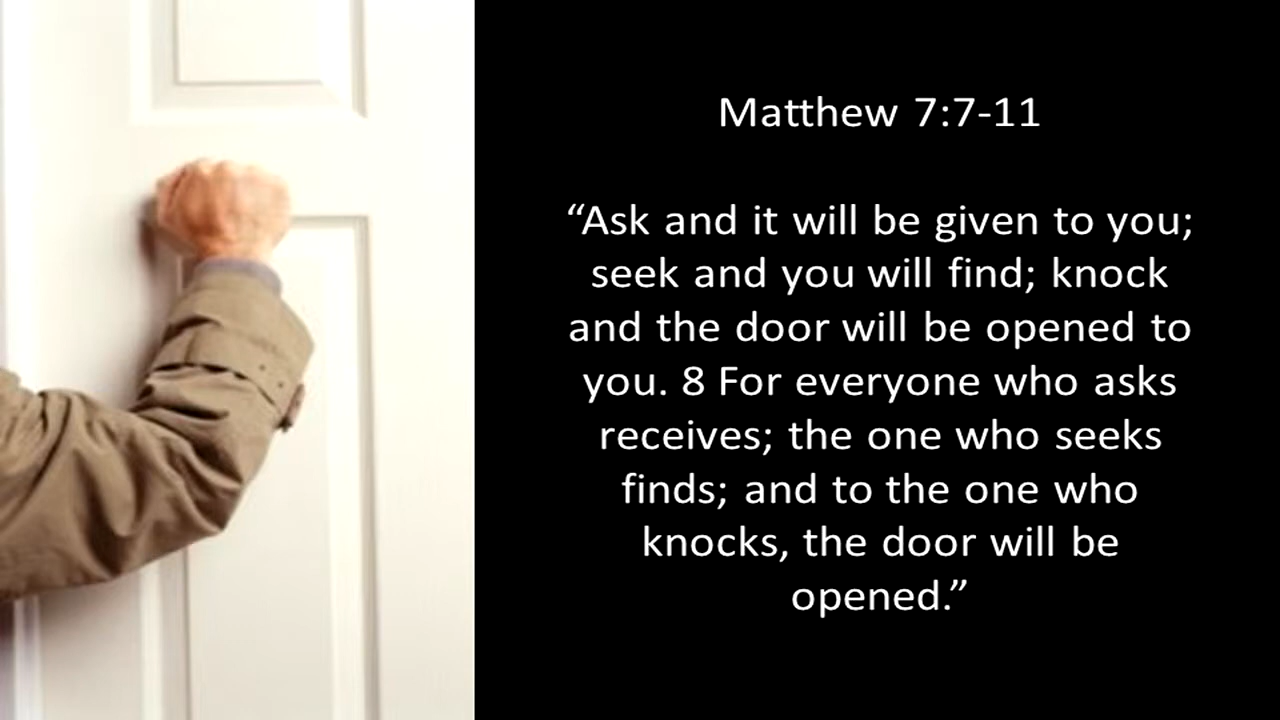 Matthew 7:7-11
“Ask and it will be given to you;
seek and you will find; knock
and the door will be opened to
you. 8 For everyone who asks
receives; the one who seeks
finds; and to the one who
knocks, the door will be
opened.”